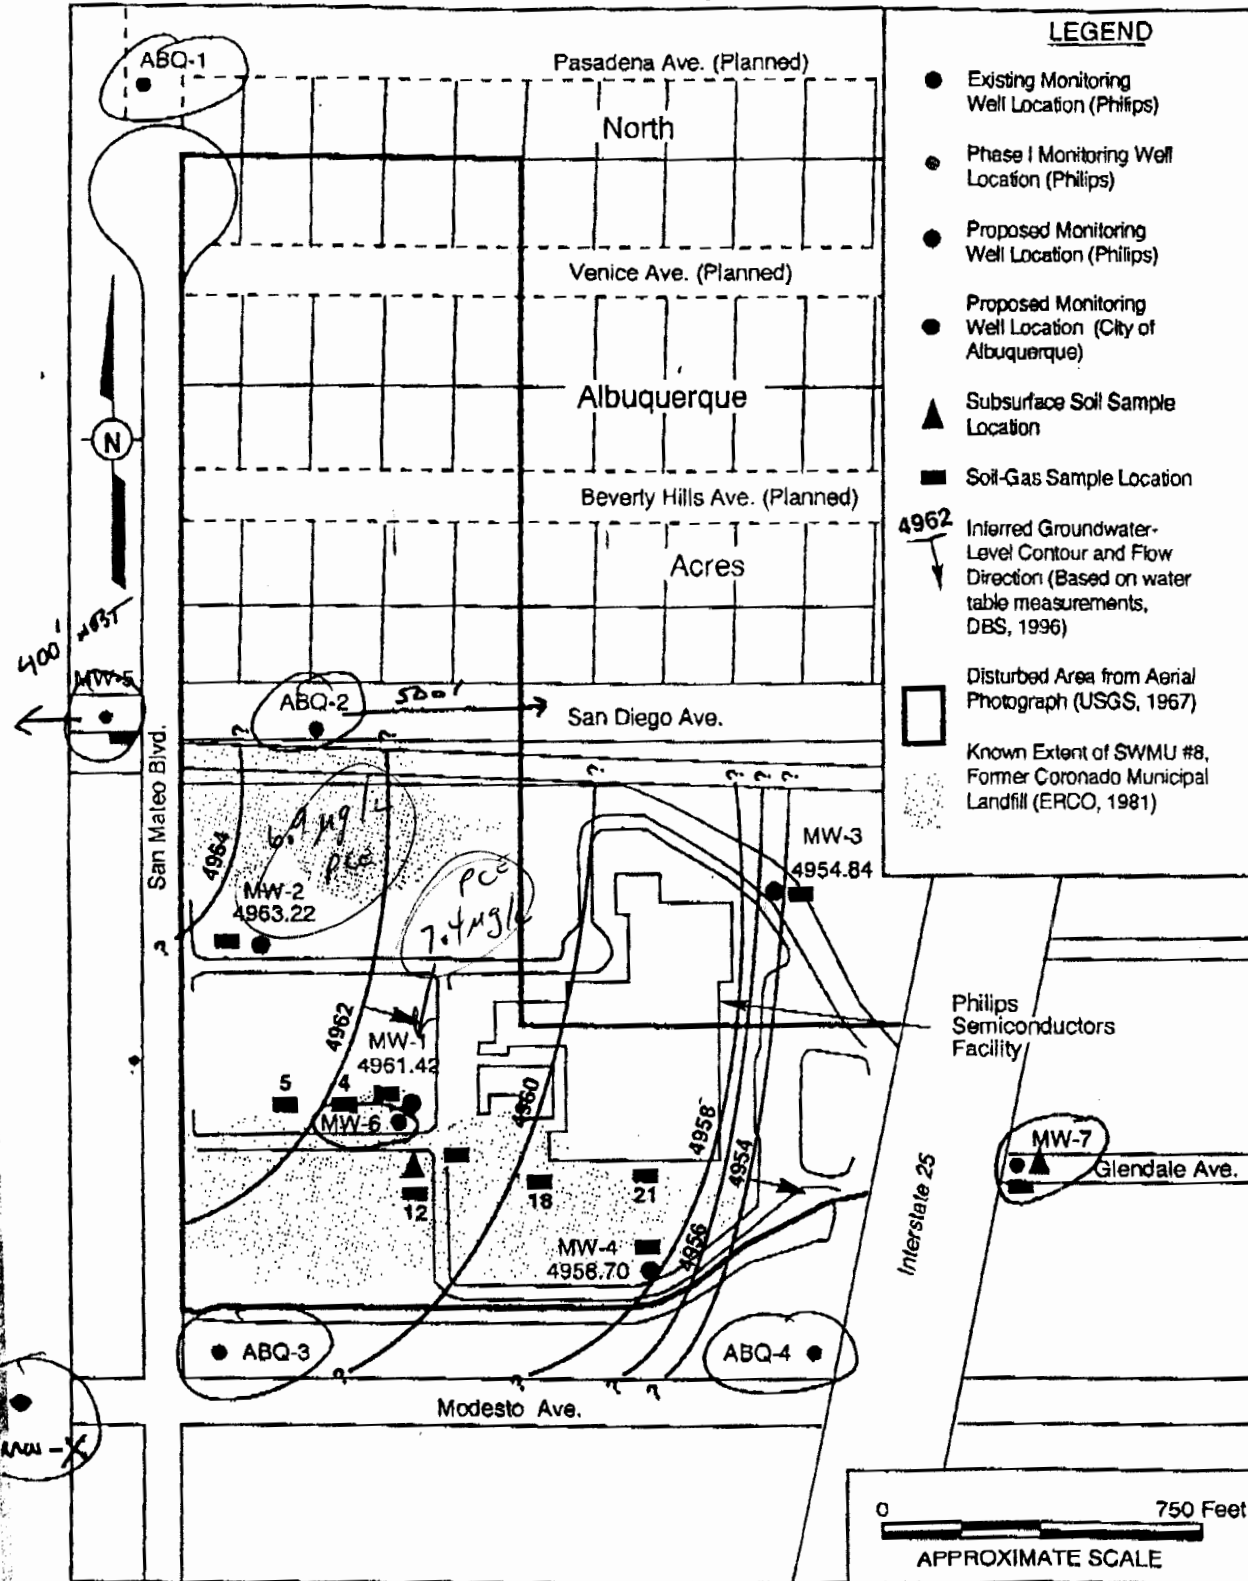 ABQ-1
Pasadena Ave. (Planned)
North
Venice Ave. (Planned)
Albuquerque
N
Beverly Hills Ave. (Planned)
Acres
400' WEST
MW-5
ABQ-2
500'
San Diego Ave.
San Mateo Blvd.
?
?
?
?
?
?
4964
6.9 µg/L
PCE
MW-2
4963.22
?
PCE
7.4 µg/L
MW-3
4954.84
4962
MW-1
4961.42
5
4
MW-6
4960
4958
4954
4956
12
18
21
MW-4
4958.70
Philips
Semiconductors
Facility
Interstate 25
MW-7
Glendale Ave.
ABQ-3
ABQ-4
?
?
?
?
Modesto Ave.
MW-X
LEGEND
Existing Monitoring
Well Location (Philips)
Phase I Monitoring Well
Location (Philips)
Proposed Monitoring
Well Location (Philips)
Proposed Monitoring
Well Location (City of
Albuquerque)
Subsurface Soil Sample
Location
Soil-Gas Sample Location
4962
Inferred Groundwater-
Level Contour and Flow
Direction (Based on water
table measurements,
DBS, 1996)
Disturbed Area from Aerial
Photograph (USGS, 1967)
Known Extent of SWMU #8,
Former Coronado Municipal
Landfill (ERCO, 1981)
0 750 Feet
APPROXIMATE SCALE